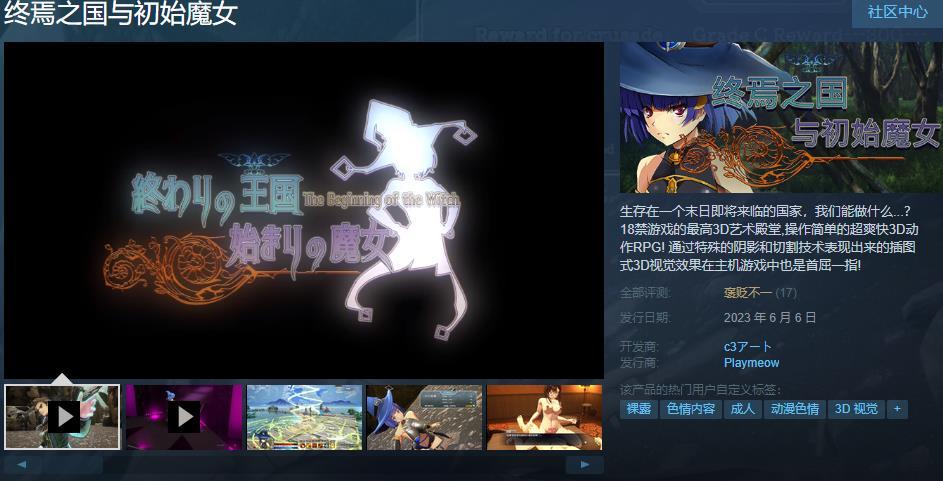 终焉之国与初始魔女
社区中心
Reward for crusade Grade C Reward
終わりの王国
The Beginning of the Witch
始まりの魔女
终焉之国
与初始魔女
生存在一个末日即将来临的国家，我们能做什么...?
18禁游戏的最高3D艺术殿堂,操作简单的超爽快3D动
作RPG! 通过特殊的阴影和切割技术表现出来的插图
式3D视觉效果在主机游戏中也是首屈一指!
全部评测: 褒贬不一 (17)
发行日期: 2023 年 6 月 6 日
开发商: c3アート
发行商: Playmeow
该产品的热门用户自定义标签：
裸露 色情内容 成人 动漫色情 3D 视觉 +